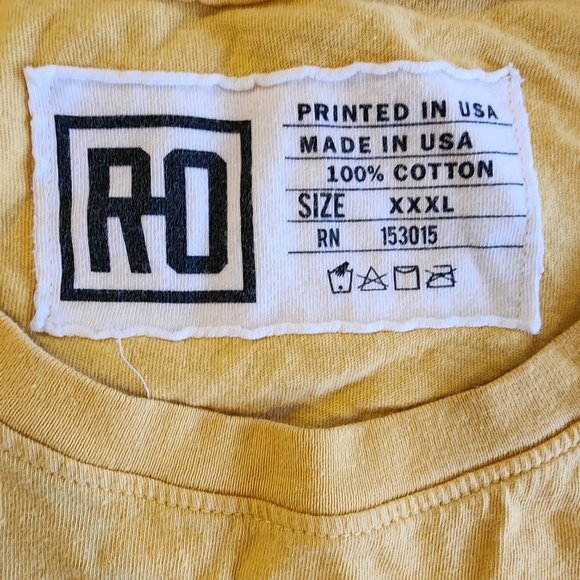 RO
PRINTED IN USA
MADE IN USA
100% COTTON
SIZE XXXL
RN 153015